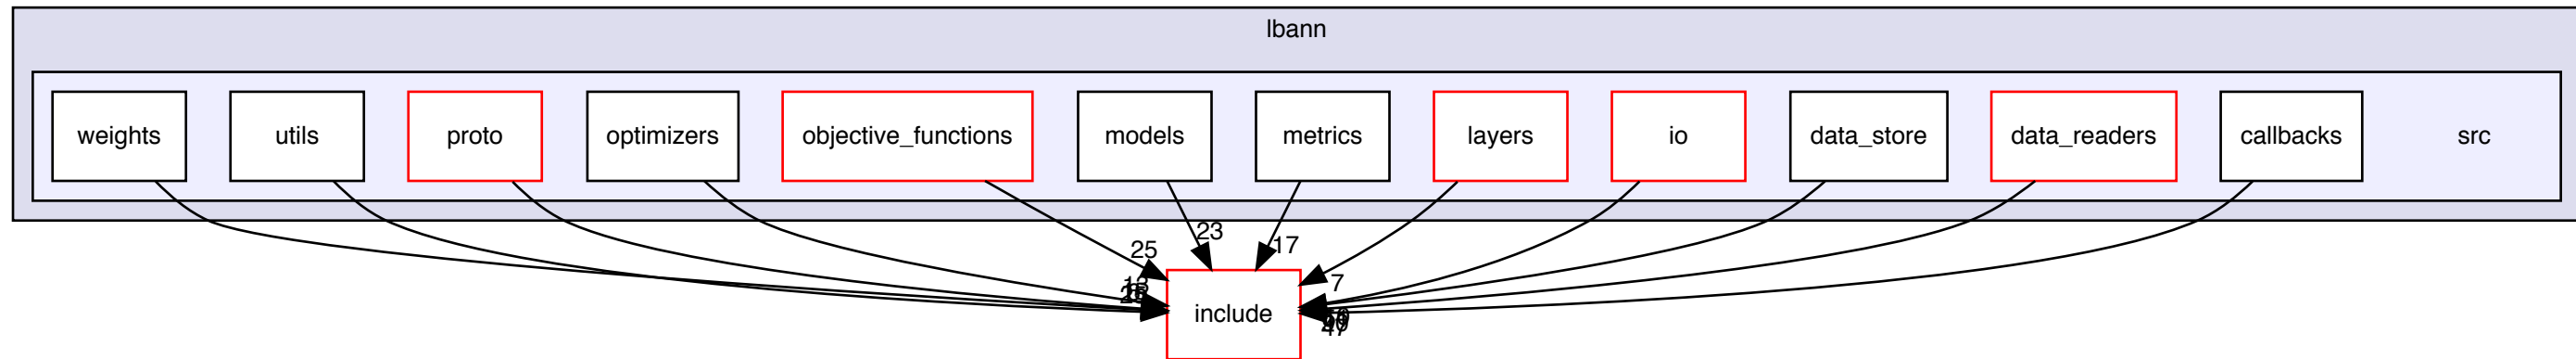 lbann
weights
utils
proto
optimizers
objective_functions
models
metrics
layers
io
data_store
data_readers
callbacks
src
23
17
25
7
include